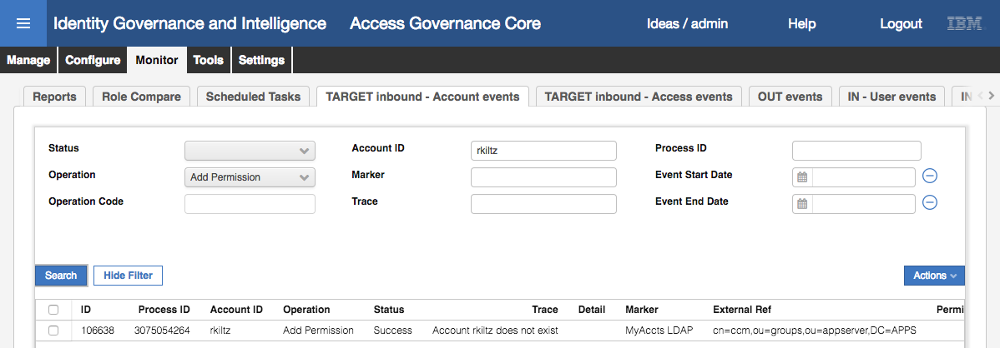 Identity Governance and Intelligence Access Governance Core Ideas / admin Help Logout IBM
Manage Configure Monitor Tools Settings
Reports Role Compare Scheduled Tasks TARGET inbound - Account events TARGET inbound - Access events OUT events IN - User events IN
Status Account ID rkiltz Process ID
Operation Add Permission Marker Event Start Date
Operation Code Trace Event End Date
Search Hide Filter Actions
ID Process ID Account ID Operation Status Trace Detail Marker External Ref Permi
106638 3075054264 rkiltz Add Permission Success Account rkiltz does not exist MyAccts LDAP cn=ccm,ou=groups,ou=appserver,DC=APPS